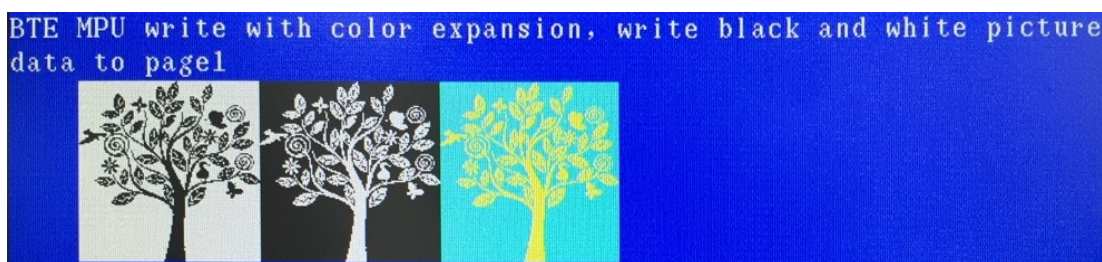 BTE MPU write with color expansion, write black and white picture
data to page1